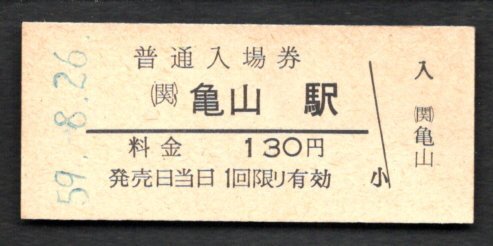 59. 8.26.
普通入場券
㈼ 亀山 駅
料金 130円
発売日当日1回限り有効
小
入
(関)
亀山